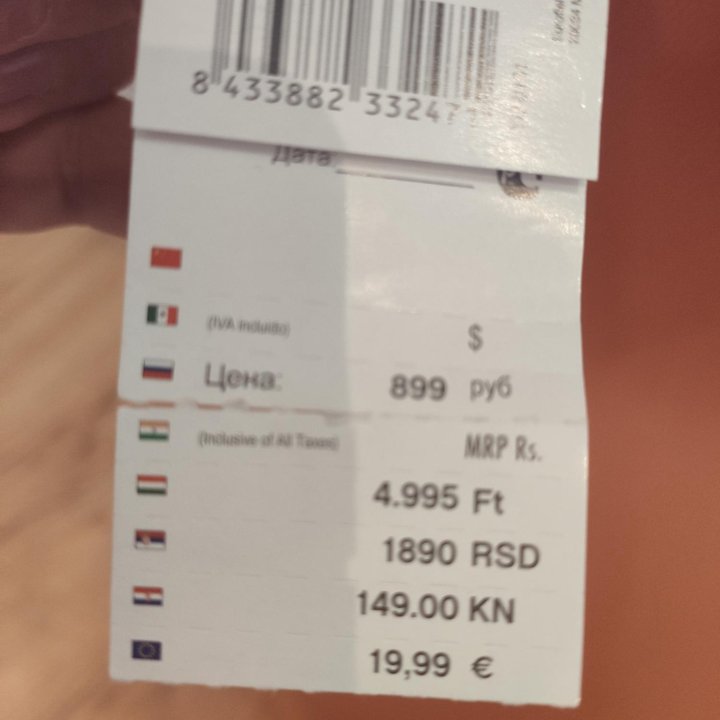 8 433882 33247
Дата
(IVA incluido) $
Цена: 899 руб
(Inclusive of All Taxes) MRP Rs.
4.995 Ft
1890 RSD
149.00 KN
19,99 €